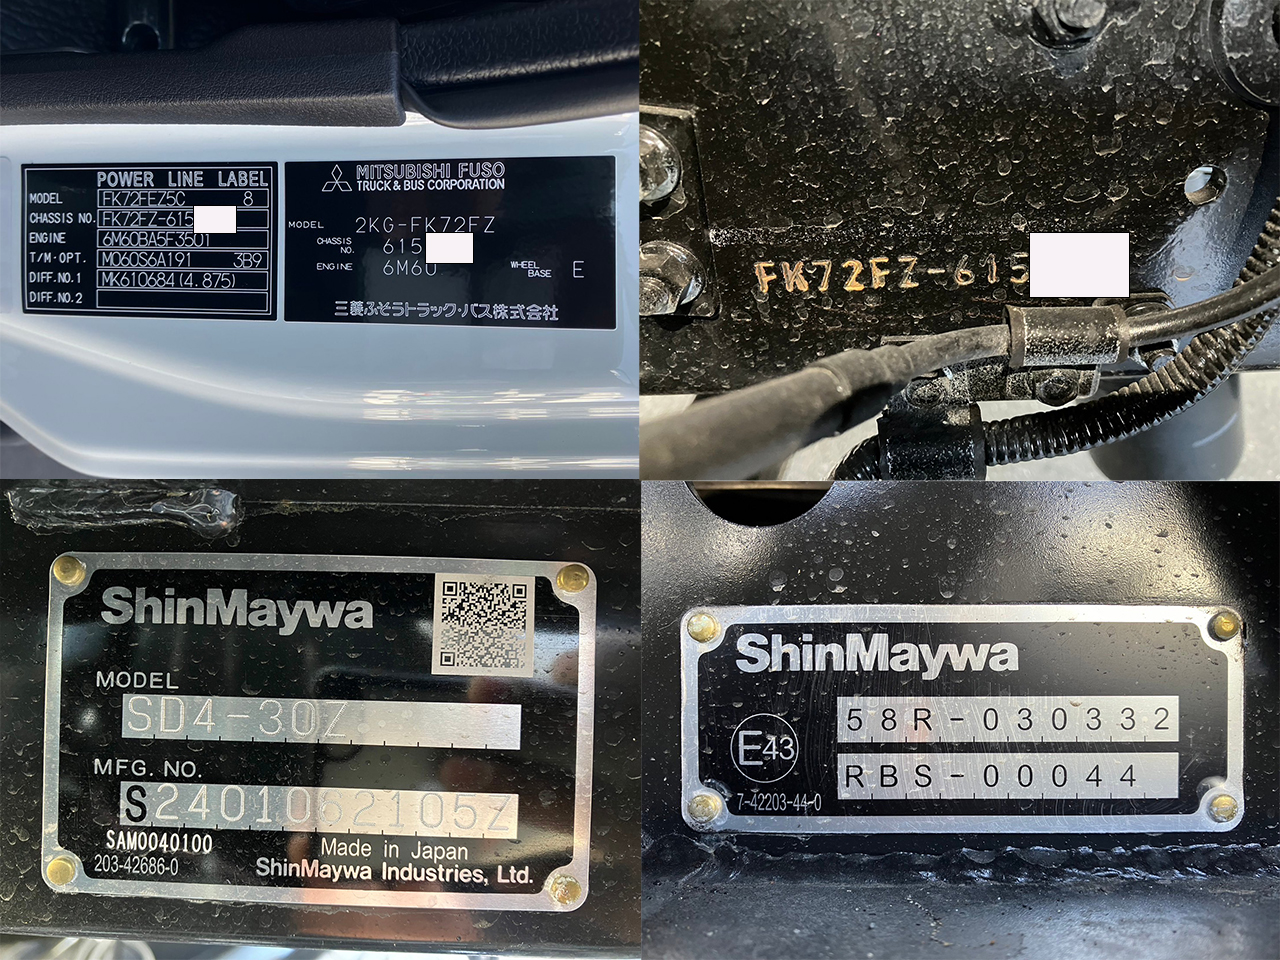 POWER LINE LABEL
MODEL FK72FEZ5C 8
CHASSIS NO. FK72FZ-615
ENGINE 6M60BA5F3501
T/M·OPT. M060S6A191 3B9
DIFF.NO.1 MK610684(4.875)
DIFF.NO.2
MITSUBISHI FUSO
TRUCK & BUS CORPORATION
MODEL 2KG-FK72FZ
CHASSIS NO. 615
ENGINE 6M60 WHEEL BASE E
三菱ふそうトラック・バス株式会社
FK72FZ-615
ShinMaywa
MODEL
SD4-30Z
MFG. NO.
S2401062105Z
SAM0040100
203-42686-0
Made in Japan
ShinMaywa Industries, Ltd.
ShinMaywa
E43
58R-030332
RBS-00044
7-42203-44-0